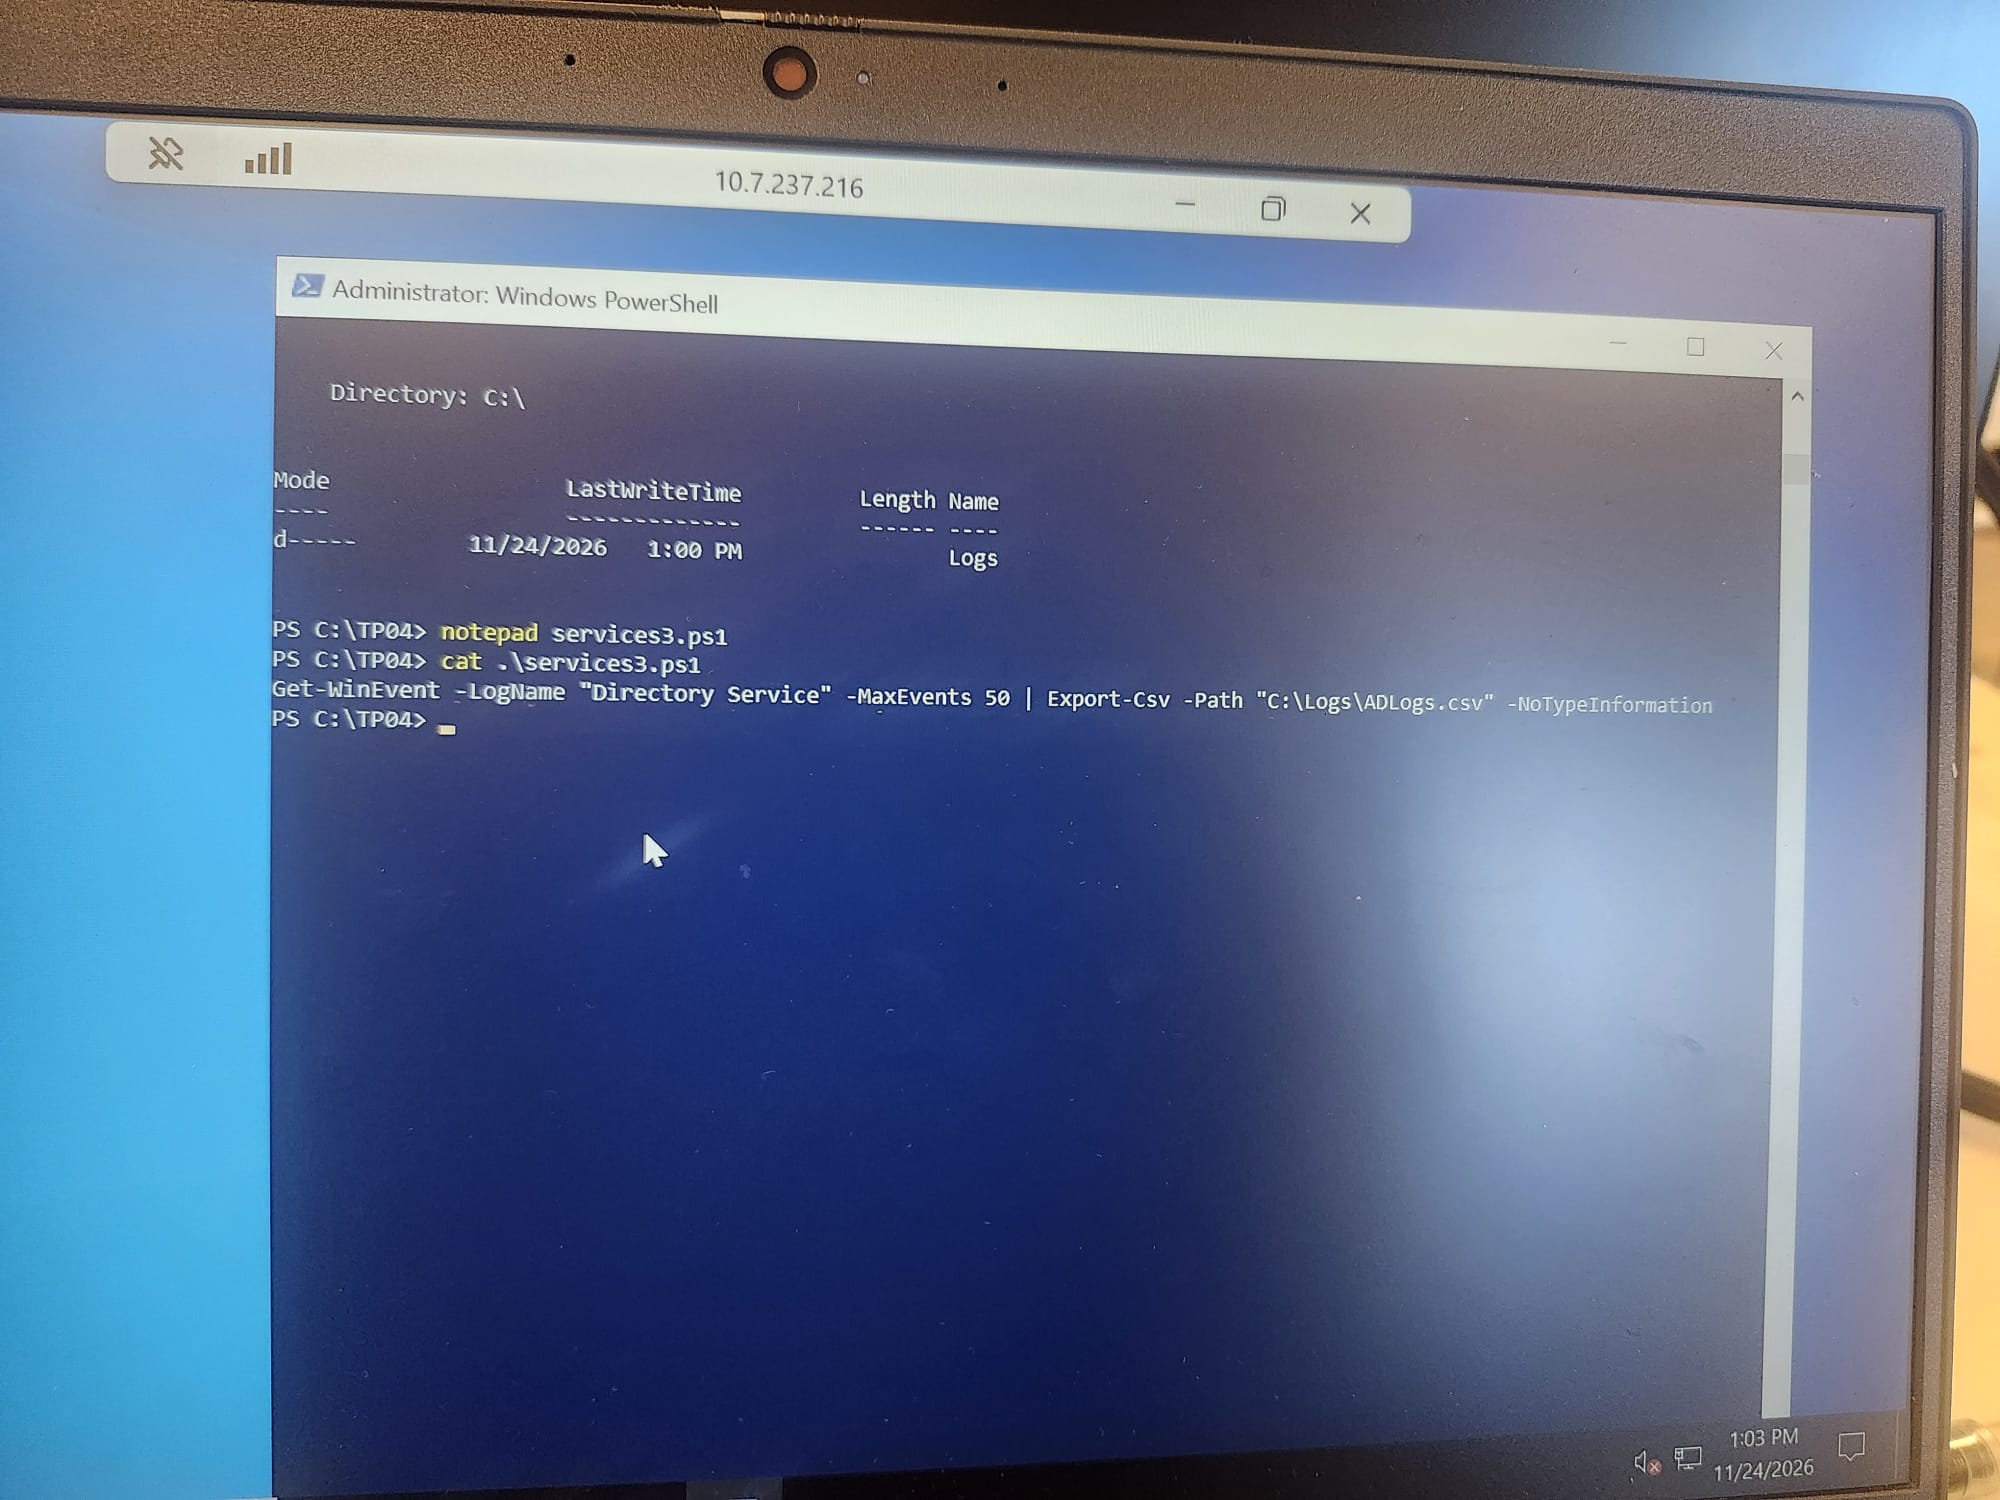 10.7.237.216
Administrator: Windows PowerShell
Directory: C:\
Mode LastWriteTime Length Name
---- ------------- ------ ----
d----- 11/24/2026 1:00 PM Logs
PS C:\TP04> notepad services3.ps1
PS C:\TP04> cat .\services3.ps1
Get-WinEvent -LogName "Directory Service" -MaxEvents 50 | Export-Csv -Path "C:\Logs\ADLogs.csv" -NoTypeInformation
PS C:\TP04>
1:03 PM
11/24/2026